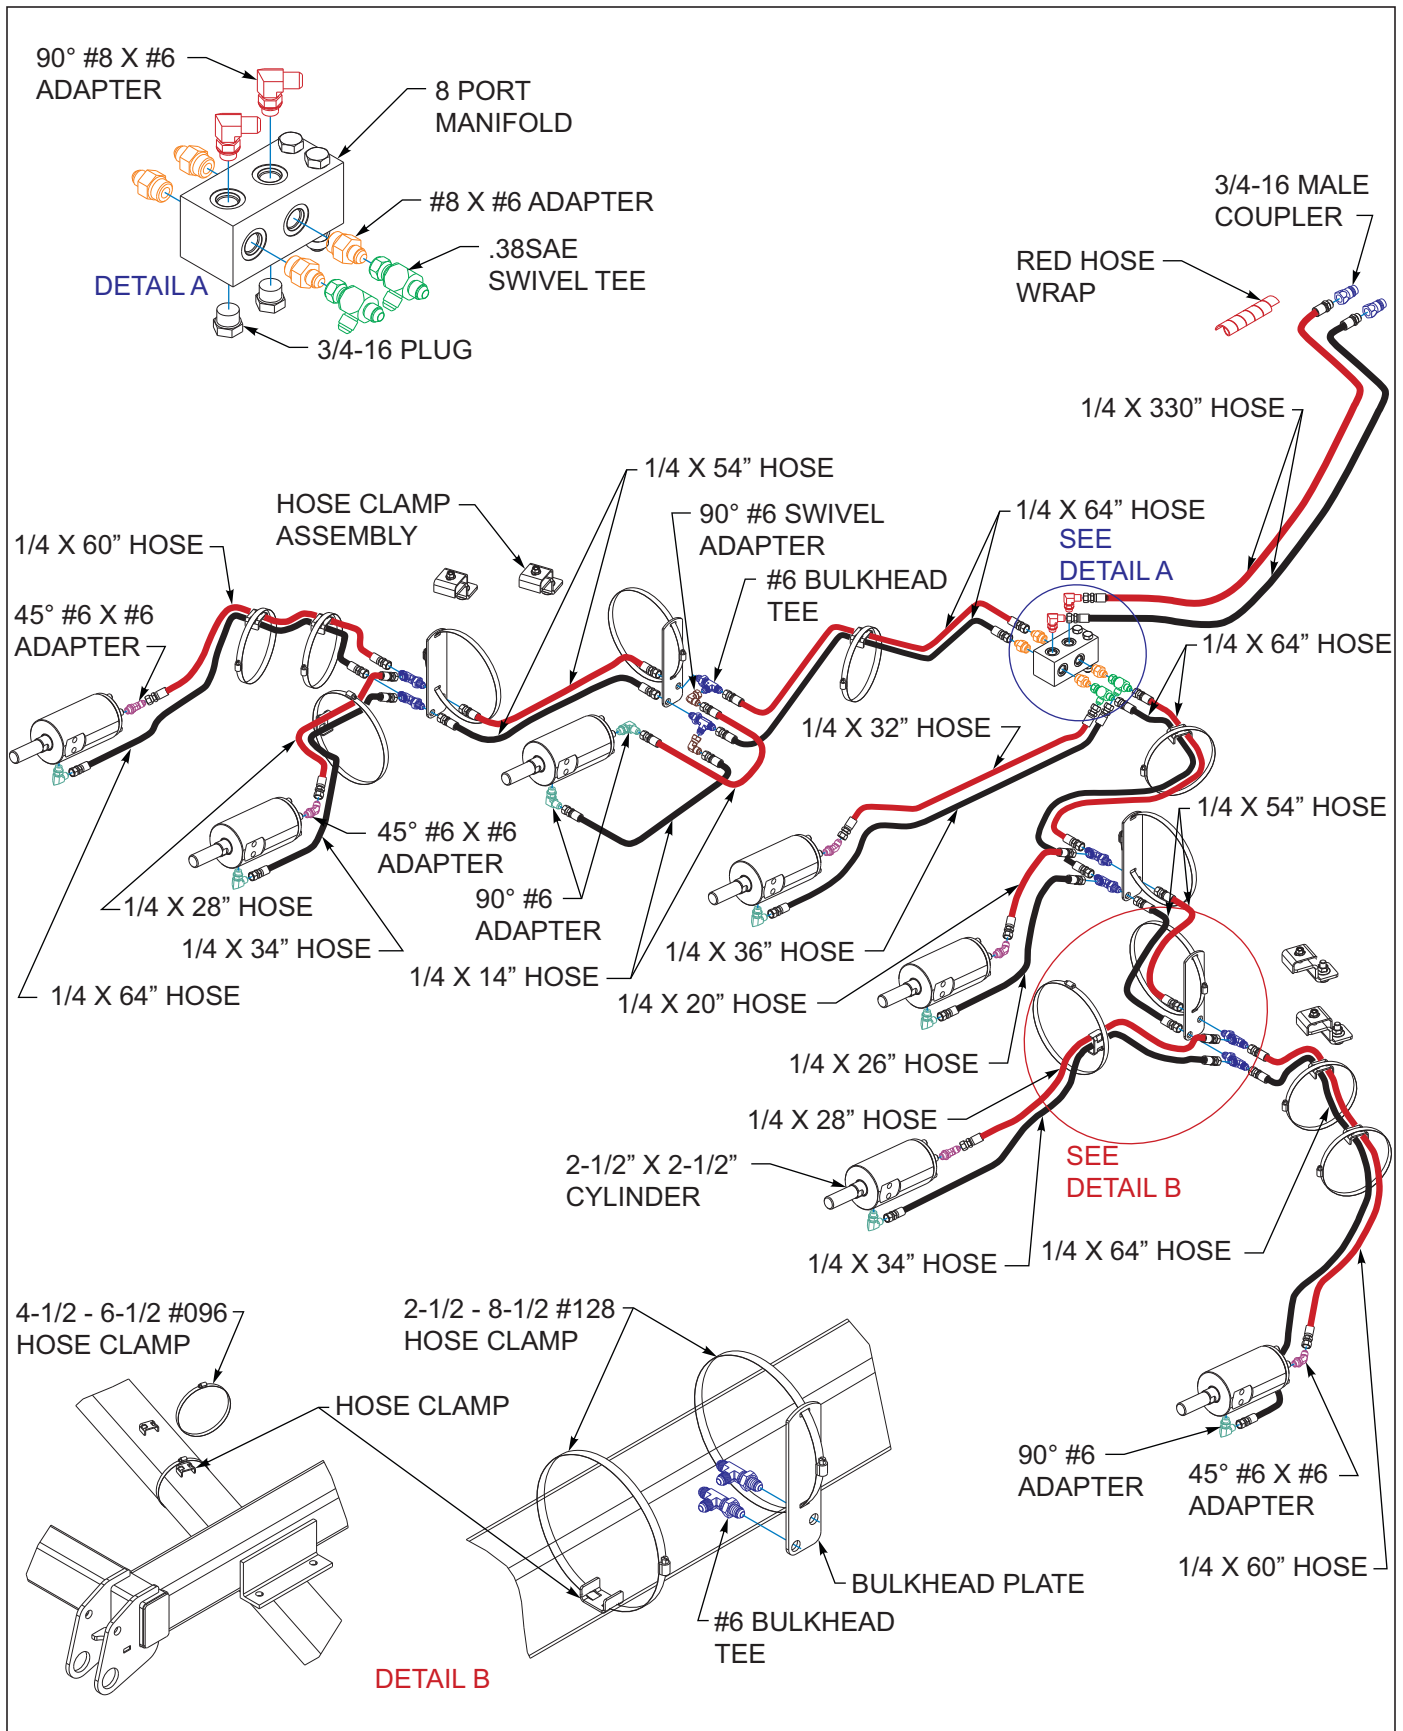 90° #8 X #6
ADAPTER
8 PORT
MANIFOLD
#8 X #6 ADAPTER
.38SAE
SWIVEL TEE
DETAIL A
3/4-16 PLUG
3/4-16 MALE
COUPLER
RED HOSE
WRAP
1/4 X 330” HOSE
1/4 X 54” HOSE
HOSE CLAMP
ASSEMBLY
90° #6 SWIVEL
ADAPTER
1/4 X 64” HOSE
SEE
DETAIL A
1/4 X 60” HOSE
#6 BULKHEAD
TEE
45° #6 X #6
ADAPTER
1/4 X 64” HOSE
1/4 X 32” HOSE
1/4 X 54” HOSE
45° #6 X #6
ADAPTER
1/4 X 28” HOSE
90° #6
ADAPTER
1/4 X 34” HOSE
1/4 X 36” HOSE
1/4 X 14” HOSE
1/4 X 64” HOSE
1/4 X 20” HOSE
1/4 X 26” HOSE
1/4 X 28” HOSE
2-1/2” X 2-1/2”
CYLINDER
SEE
DETAIL B
1/4 X 34” HOSE
1/4 X 64” HOSE
4-1/2 - 6-1/2 #096
HOSE CLAMP
2-1/2 - 8-1/2 #128
HOSE CLAMP
HOSE CLAMP
90° #6
ADAPTER
45° #6 X #6
ADAPTER
1/4 X 60” HOSE
BULKHEAD PLATE
#6 BULKHEAD
TEE
DETAIL B